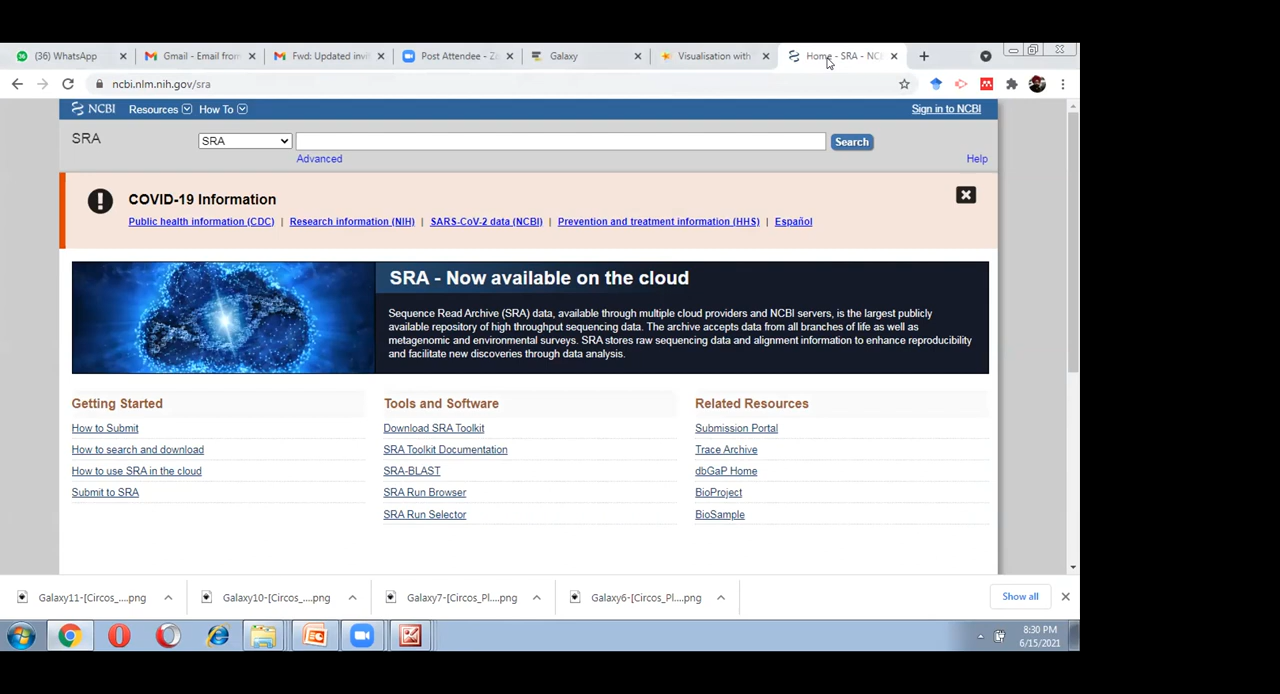 (36) WhatsApp
Gmail - Email from
Fwd: Updated invi
Post Attendee - Zo
Galaxy
Visualisation with
Home - SRA - NCB
ncbi.nlm.nih.gov/sra
NCBI Resources How To Sign in to NCBI
SRA SRA Search
Advanced Help
COVID-19 Information
Public health information (CDC) | Research information (NIH) | SARS-CoV-2 data (NCBI) | Prevention and treatment information (HHS) | Español
SRA - Now available on the cloud
Sequence Read Archive (SRA) data, available through multiple cloud providers and NCBI servers, is the largest publicly
available repository of high throughput sequencing data. The archive accepts data from all branches of life as well as
metagenomic and environmental surveys. SRA stores raw sequencing data and alignment information to enhance reproducibility
and facilitate new discoveries through data analysis.
Getting Started
How to Submit
How to search and download
How to use SRA in the cloud
Submit to SRA
Tools and Software
Download SRA Toolkit
SRA Toolkit Documentation
SRA-BLAST
SRA Run Browser
SRA Run Selector
Related Resources
Submission Portal
Trace Archive
dbGaP Home
BioProject
BioSample
Galaxy11-[Circos_....png
Galaxy10-[Circos_....png
Galaxy7-[Circos_Pl....png
Galaxy6-[Circos_Pl....png
Show all
8:30 PM
6/15/2021